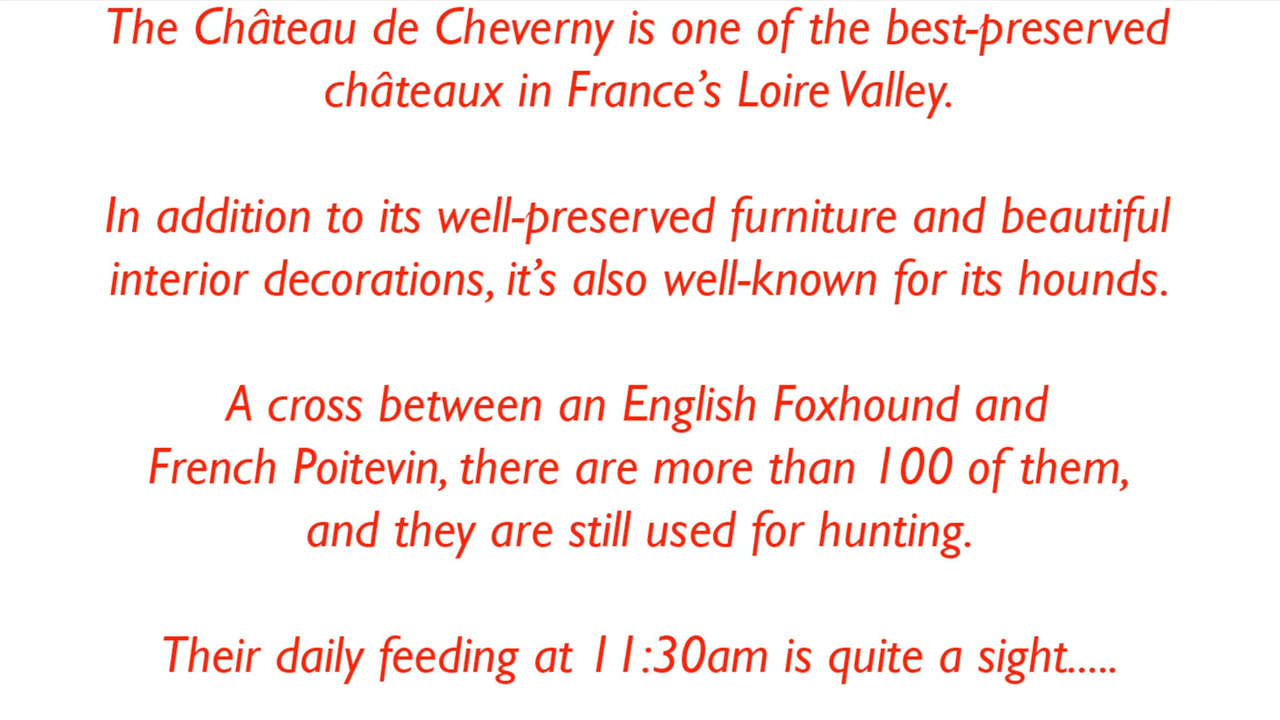 The Château de Cheverny is one of the best-preserved
châteaux in France’s Loire Valley.
In addition to its well-preserved furniture and beautiful
interior decorations, it’s also well-known for its hounds.
A cross between an English Foxhound and
French Poitevin, there are more than 100 of them,
and they are still used for hunting.
Their daily feeding at 11:30am is quite a sight.....